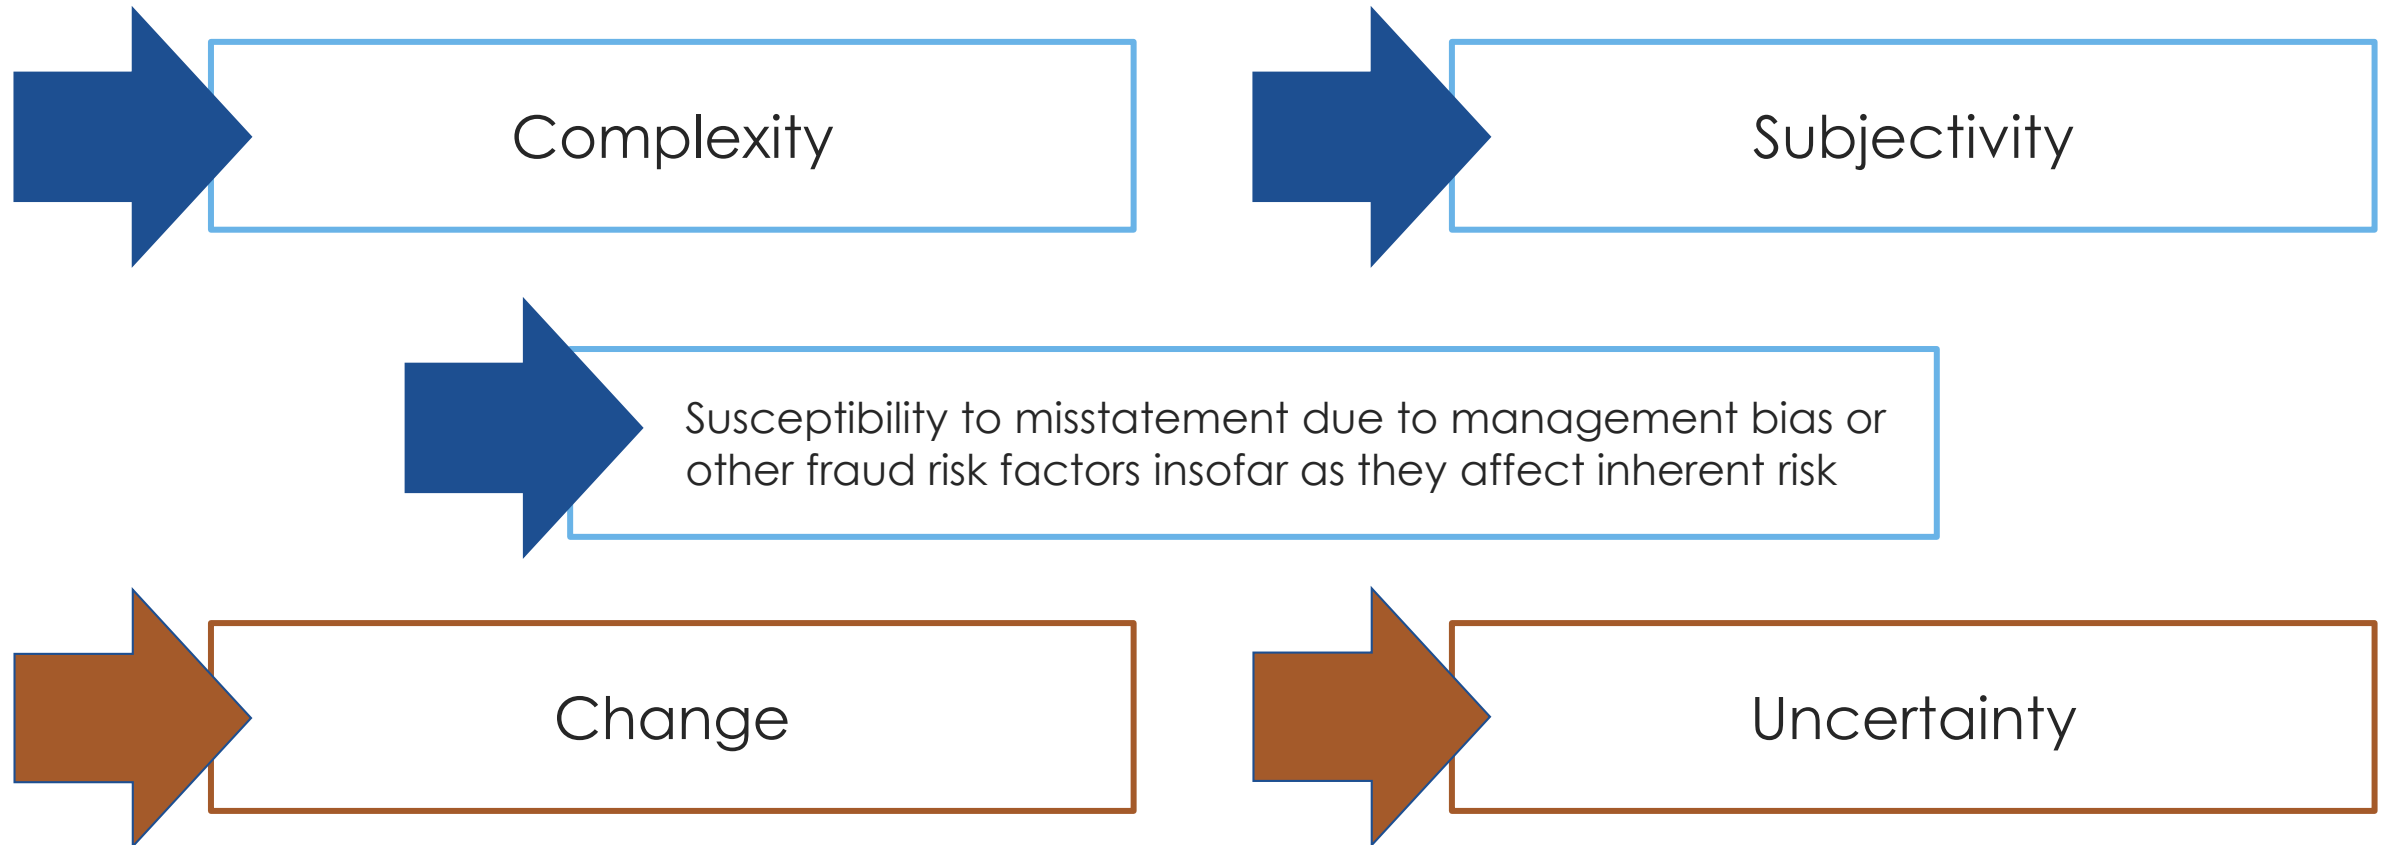 Complexity
Subjectivity
Susceptibility to misstatement due to management bias or
other fraud risk factors insofar as they affect inherent risk
Change
Uncertainty